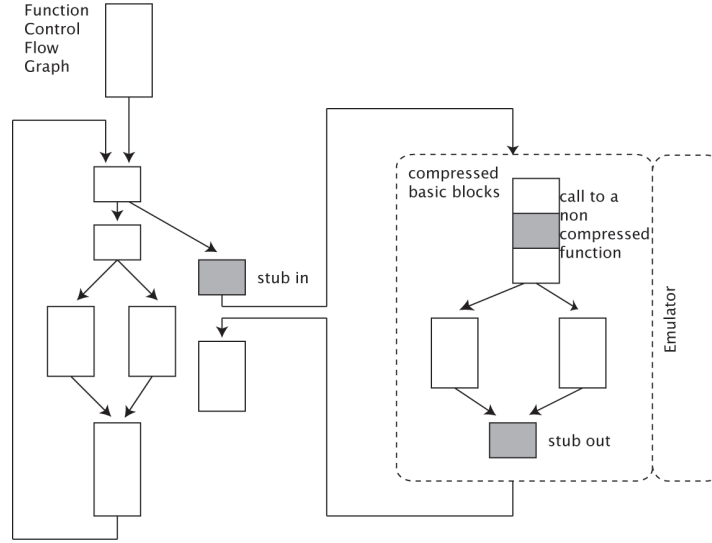 Function
Control
Flow
Graph
stub in
compressed
basic blocks
call to a
non
compressed
function
stub out
Emulator